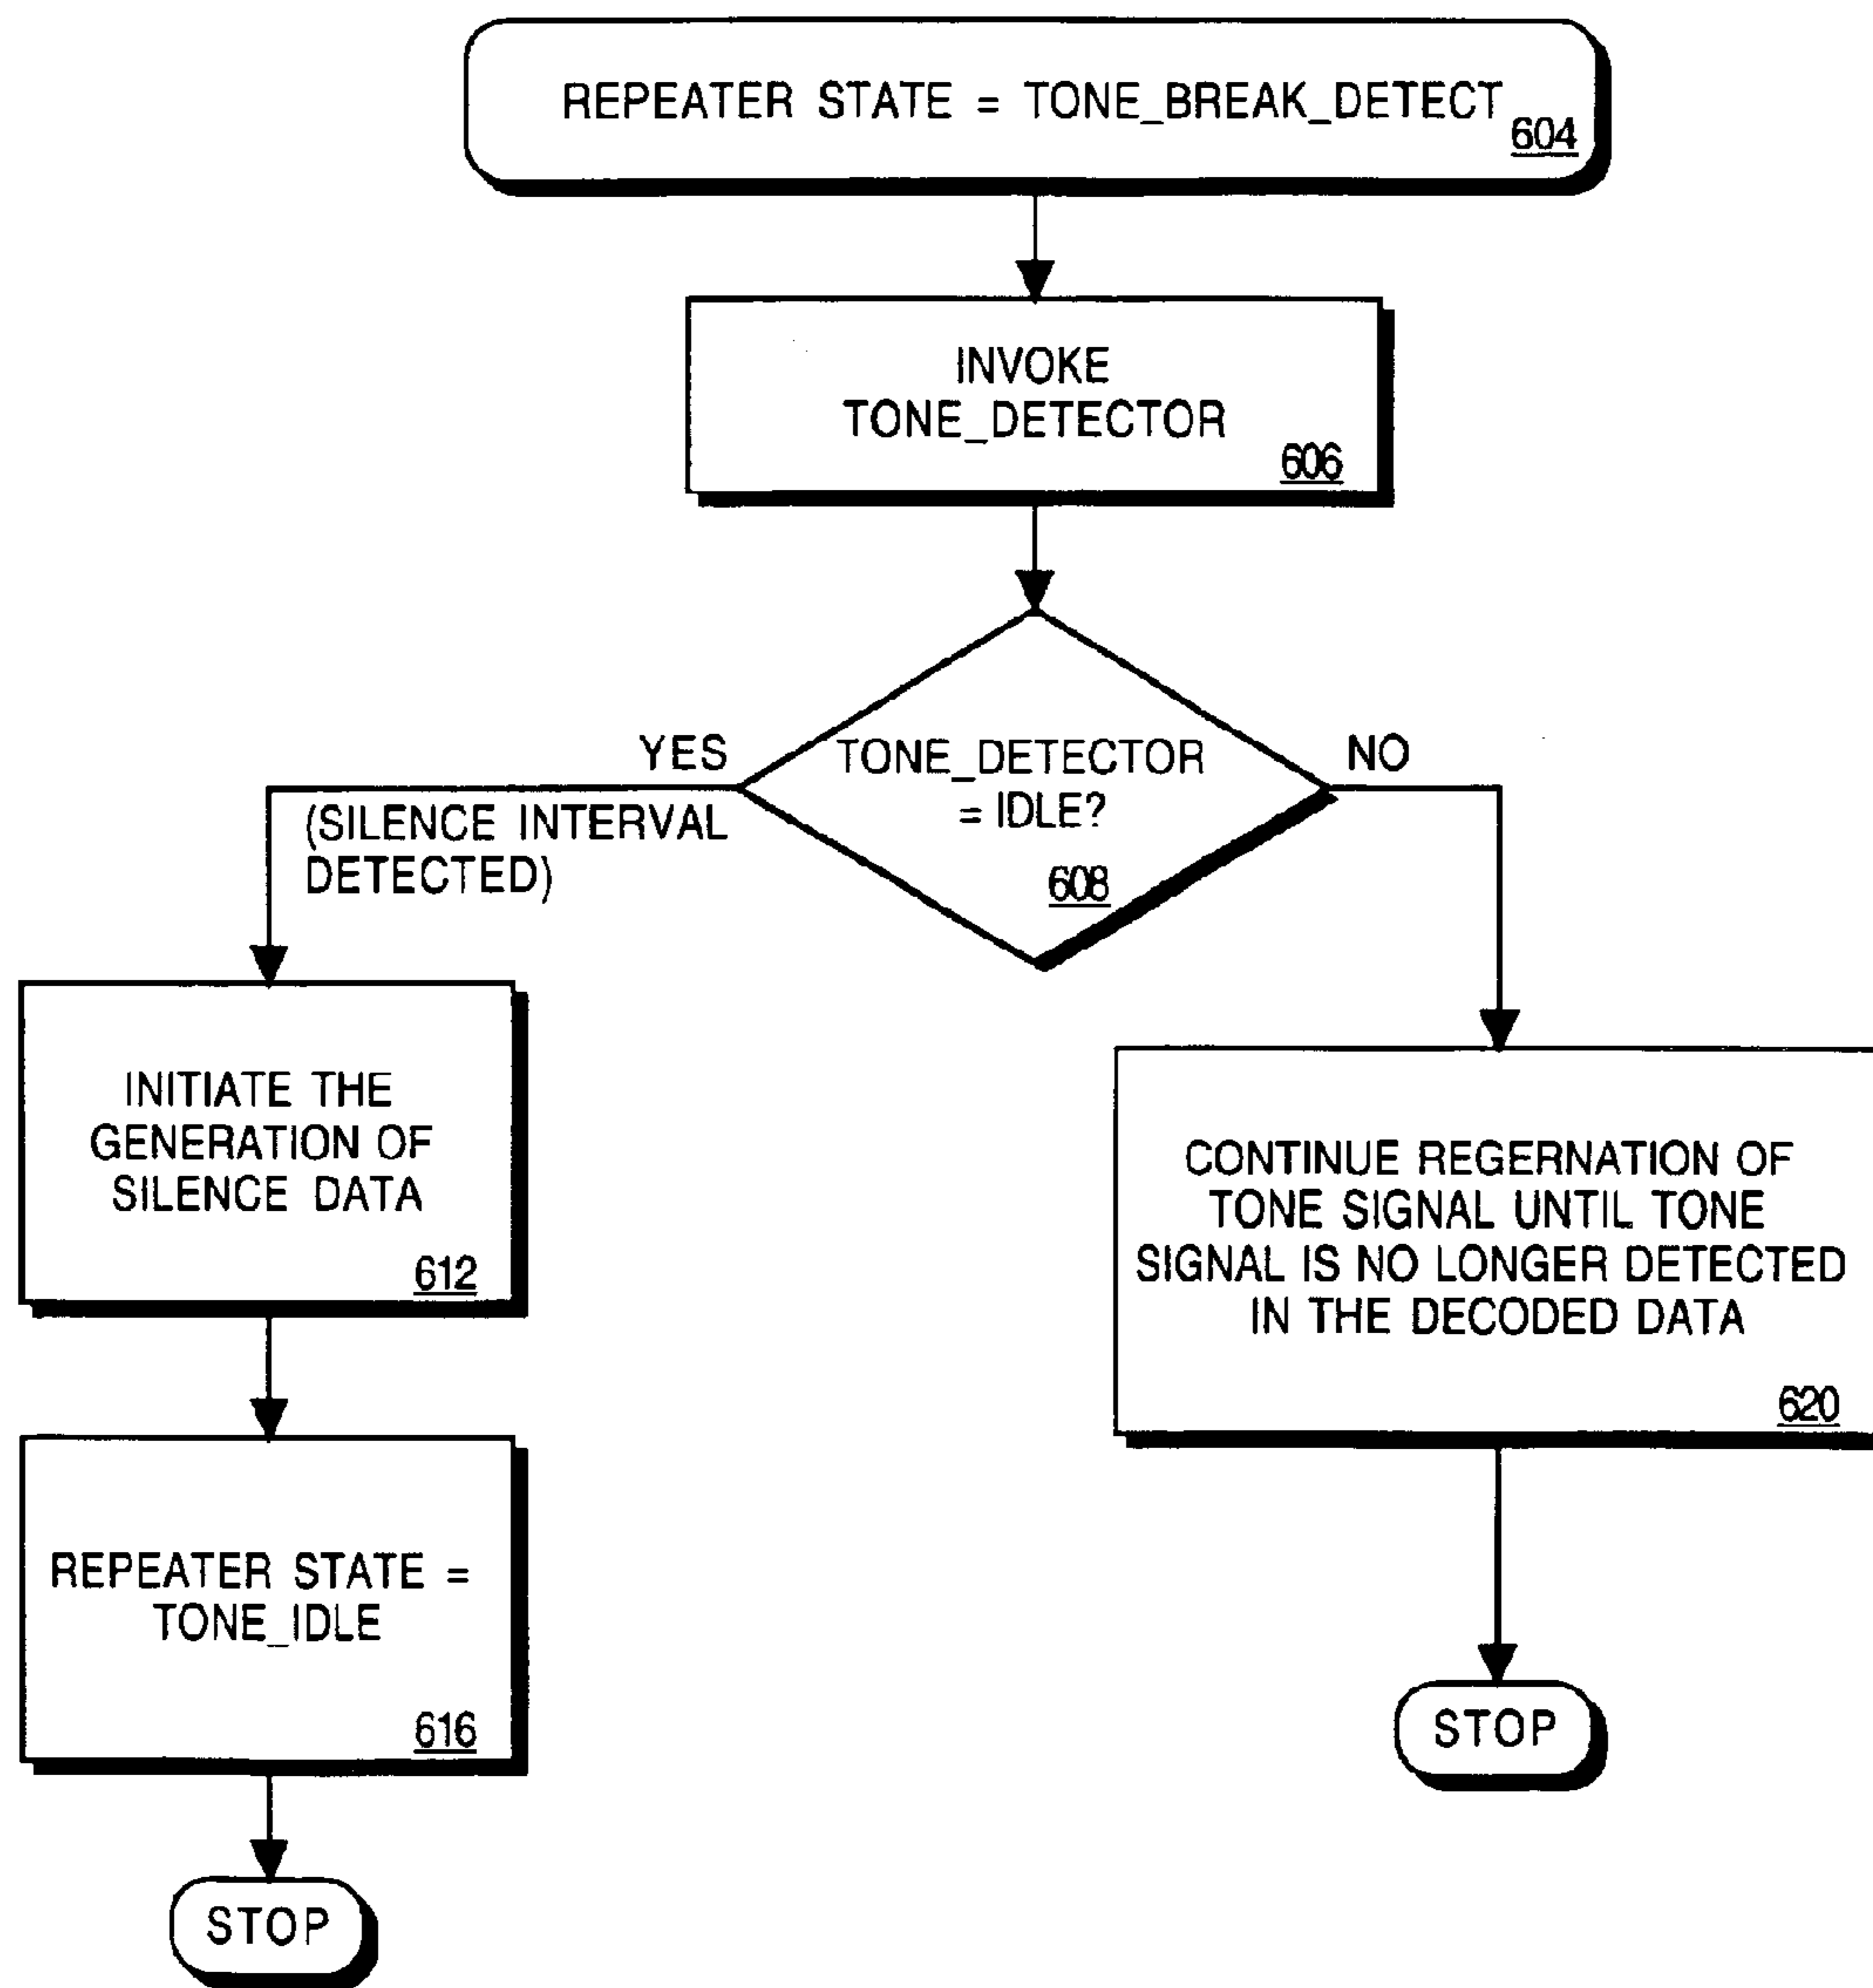 REPEATER STATE = TONE_BREAK_DETECT
604
INVOKE
TONE_DETECTOR
606
YES
TONE_DETECTOR
= IDLE?
608
NO
(SILENCE INTERVAL
DETECTED)
INITIATE THE
GENERATION OF
SILENCE DATA
612
CONTINUE REGERNATION OF
TONE SIGNAL UNTIL TONE
SIGNAL IS NO LONGER DETECTED
IN THE DECODED DATA
620
REPEATER STATE =
TONE_IDLE
616
STOP
STOP